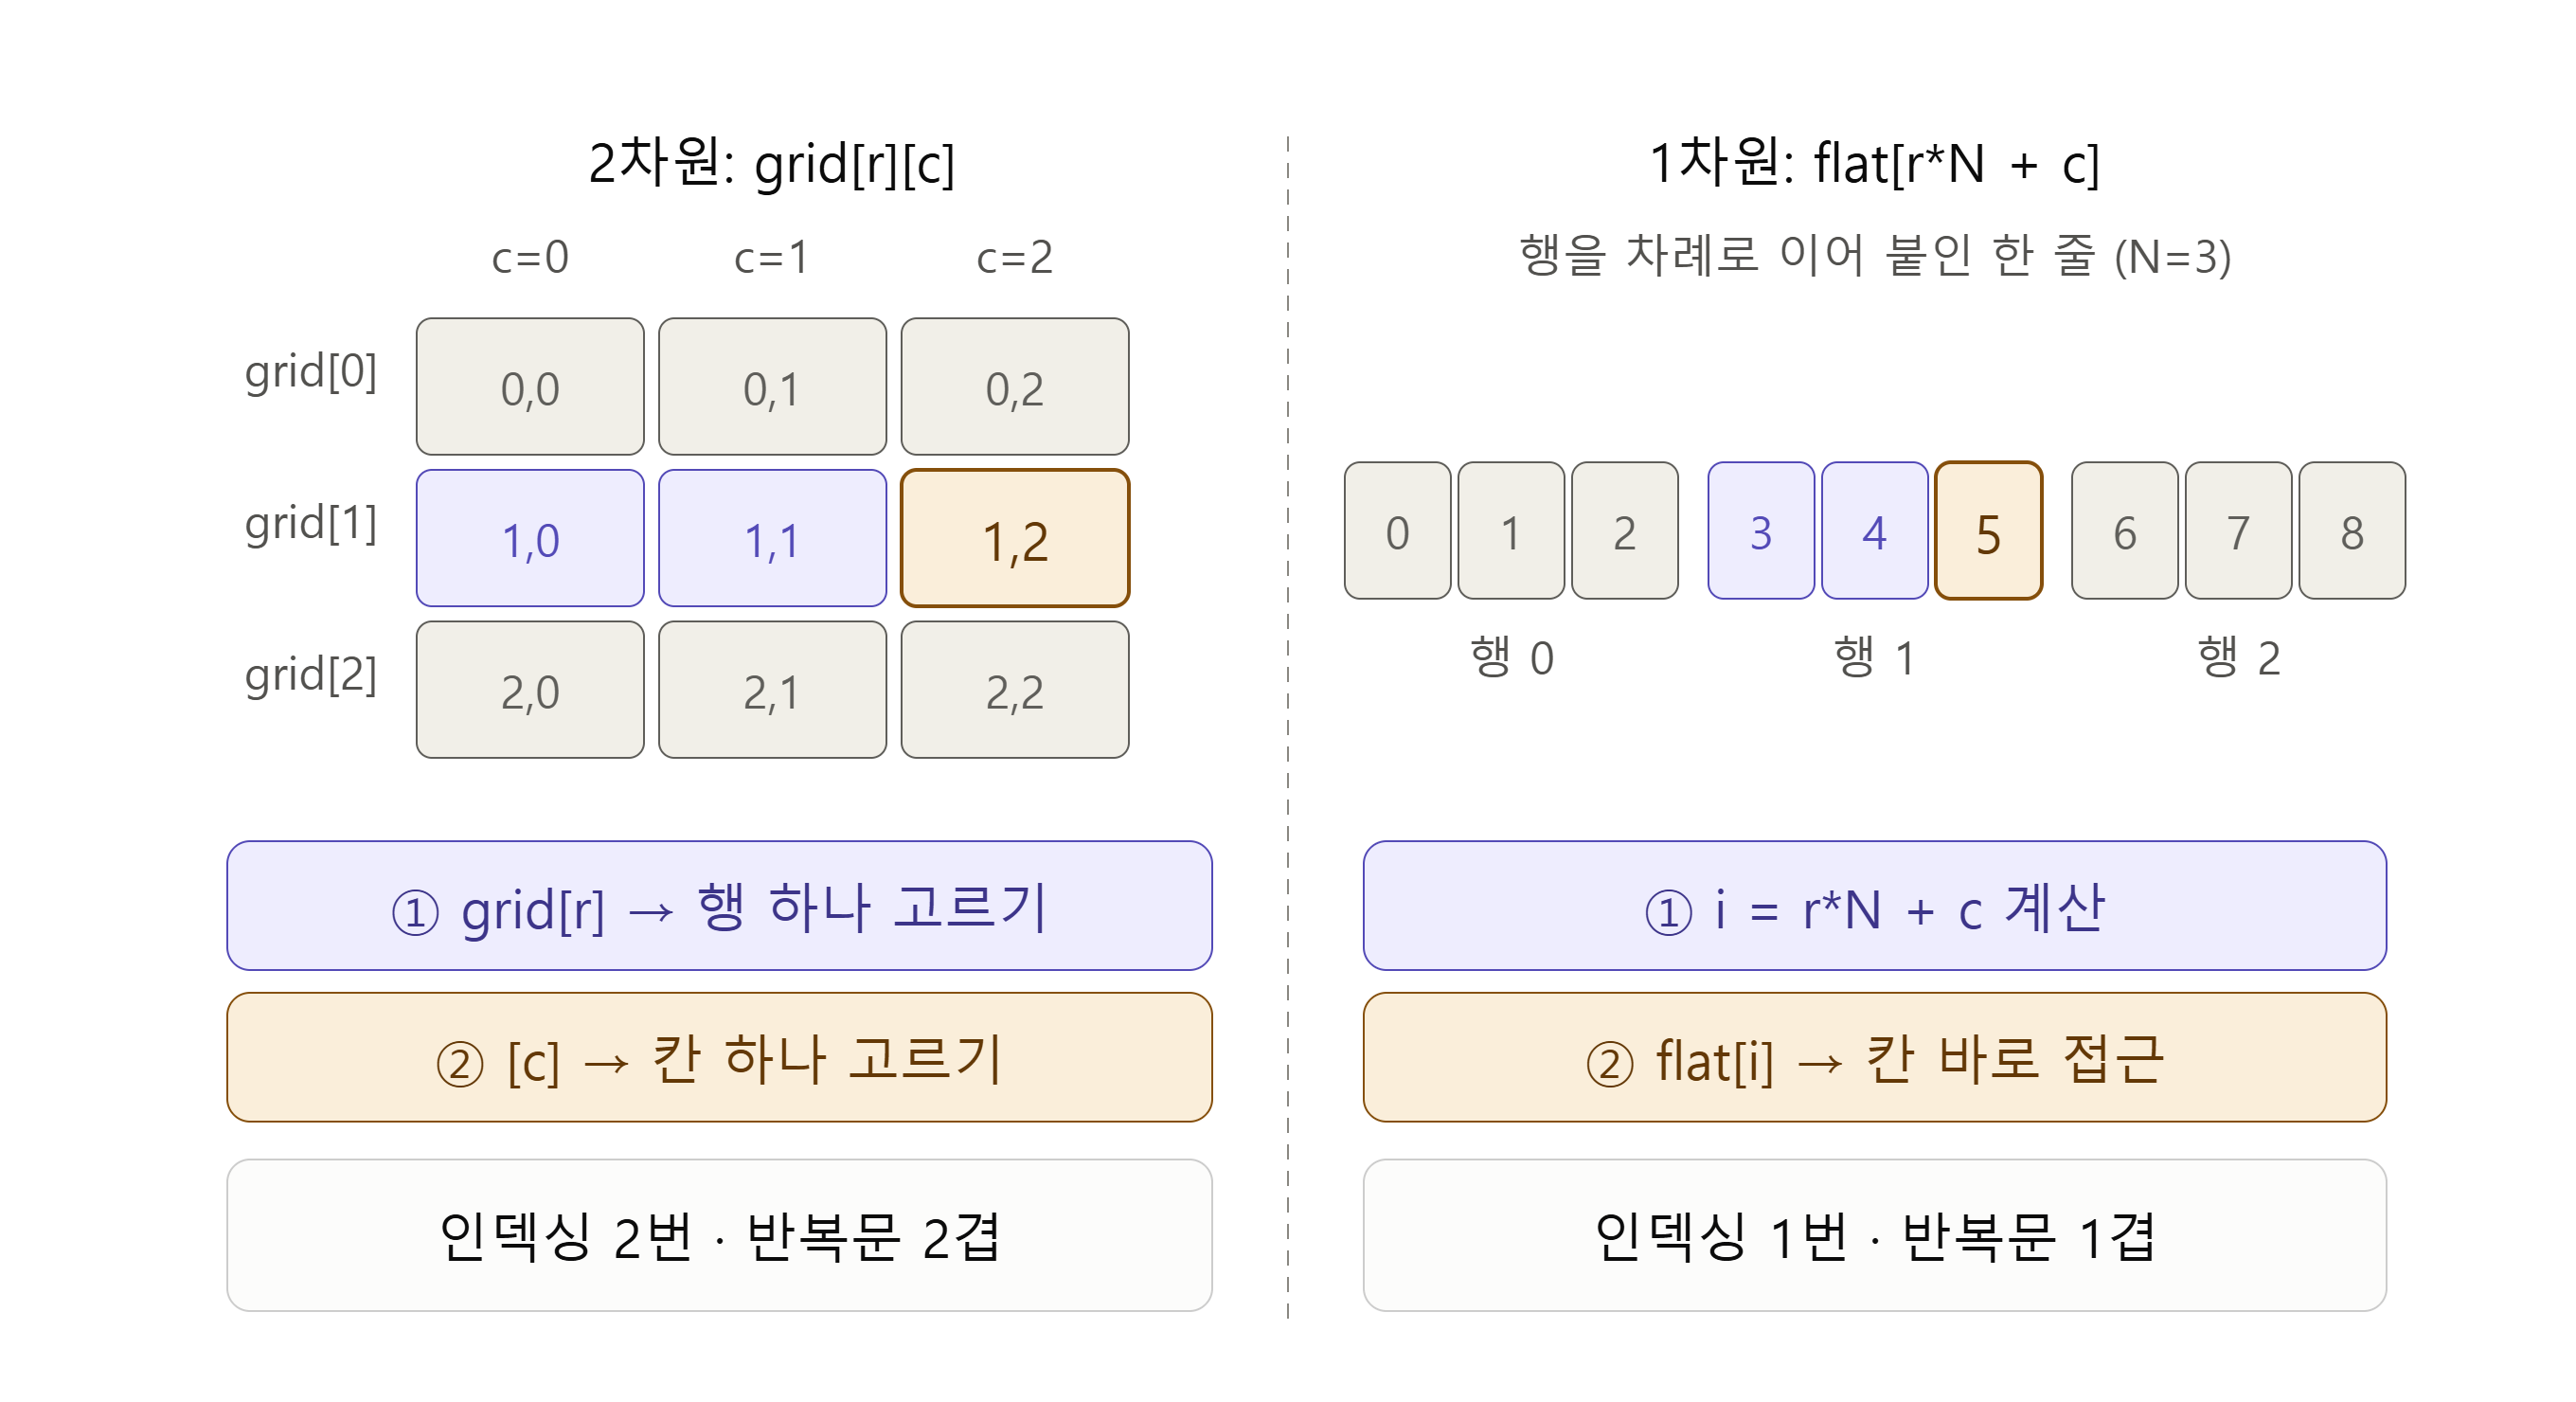 2차원: grid[r][c]
c=0 c=1 c=2
grid[0] 0,0 0,1 0,2
grid[1] 1,0 1,1 1,2
grid[2] 2,0 2,1 2,2
① grid[r] → 행 하나 고르기
② [c] → 칸 하나 고르기
인덱싱 2번 · 반복문 2겹
1차원: flat[r*N + c]
행을 차례로 이어 붙인 한 줄 (N=3)
0 1 2 3 4 5 6 7 8
행 0 행 1 행 2
① i = r*N + c 계산
② flat[i] → 칸 바로 접근
인덱싱 1번 · 반복문 1겹